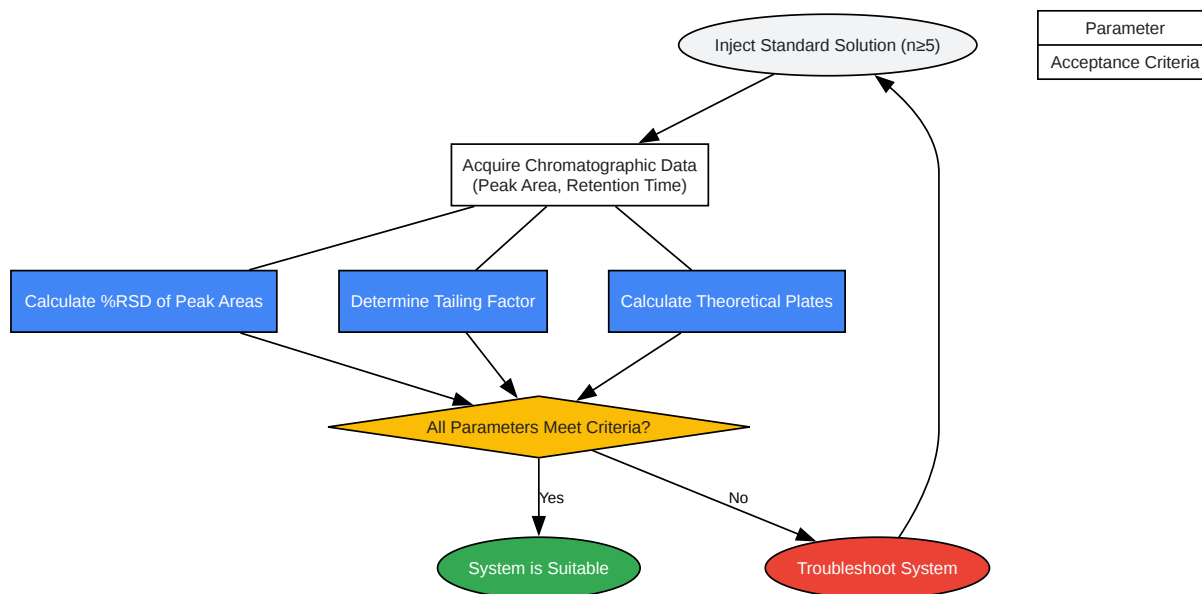 Inject Standard Solution (n≥5)
Parameter
Acceptance Criteria
Acquire Chromatographic Data
(Peak Area, Retention Time)
Calculate %RSD of Peak Areas
Determine Tailing Factor
Calculate Theoretical Plates
All Parameters Meet Criteria?
Yes
No
System is Suitable
Troubleshoot System